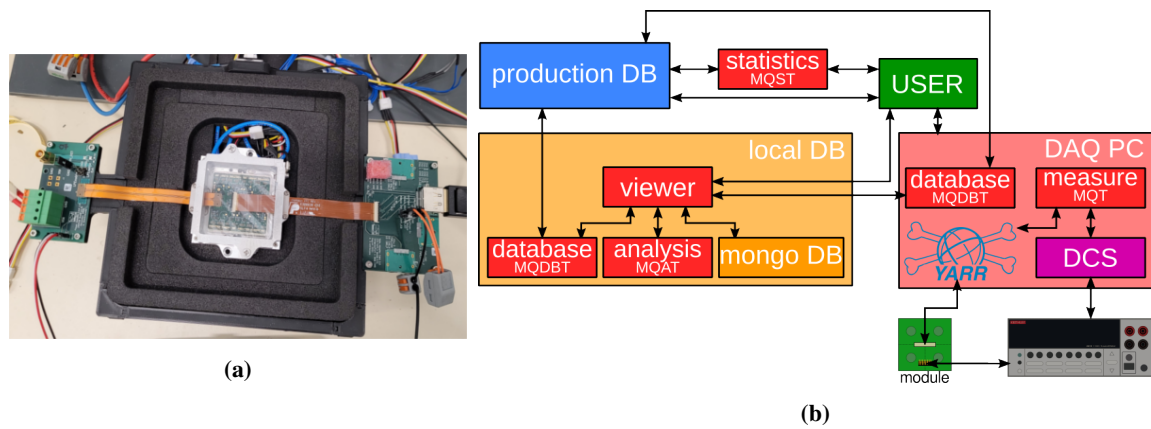 production DB
statistics
MQST
USER
local DB
DAQ PC
viewer
database
MQDBT
measure
MQT
database
MQDBT
analysis
MQAT
mongo DB
YARR
DCS
module
(a)
(b)